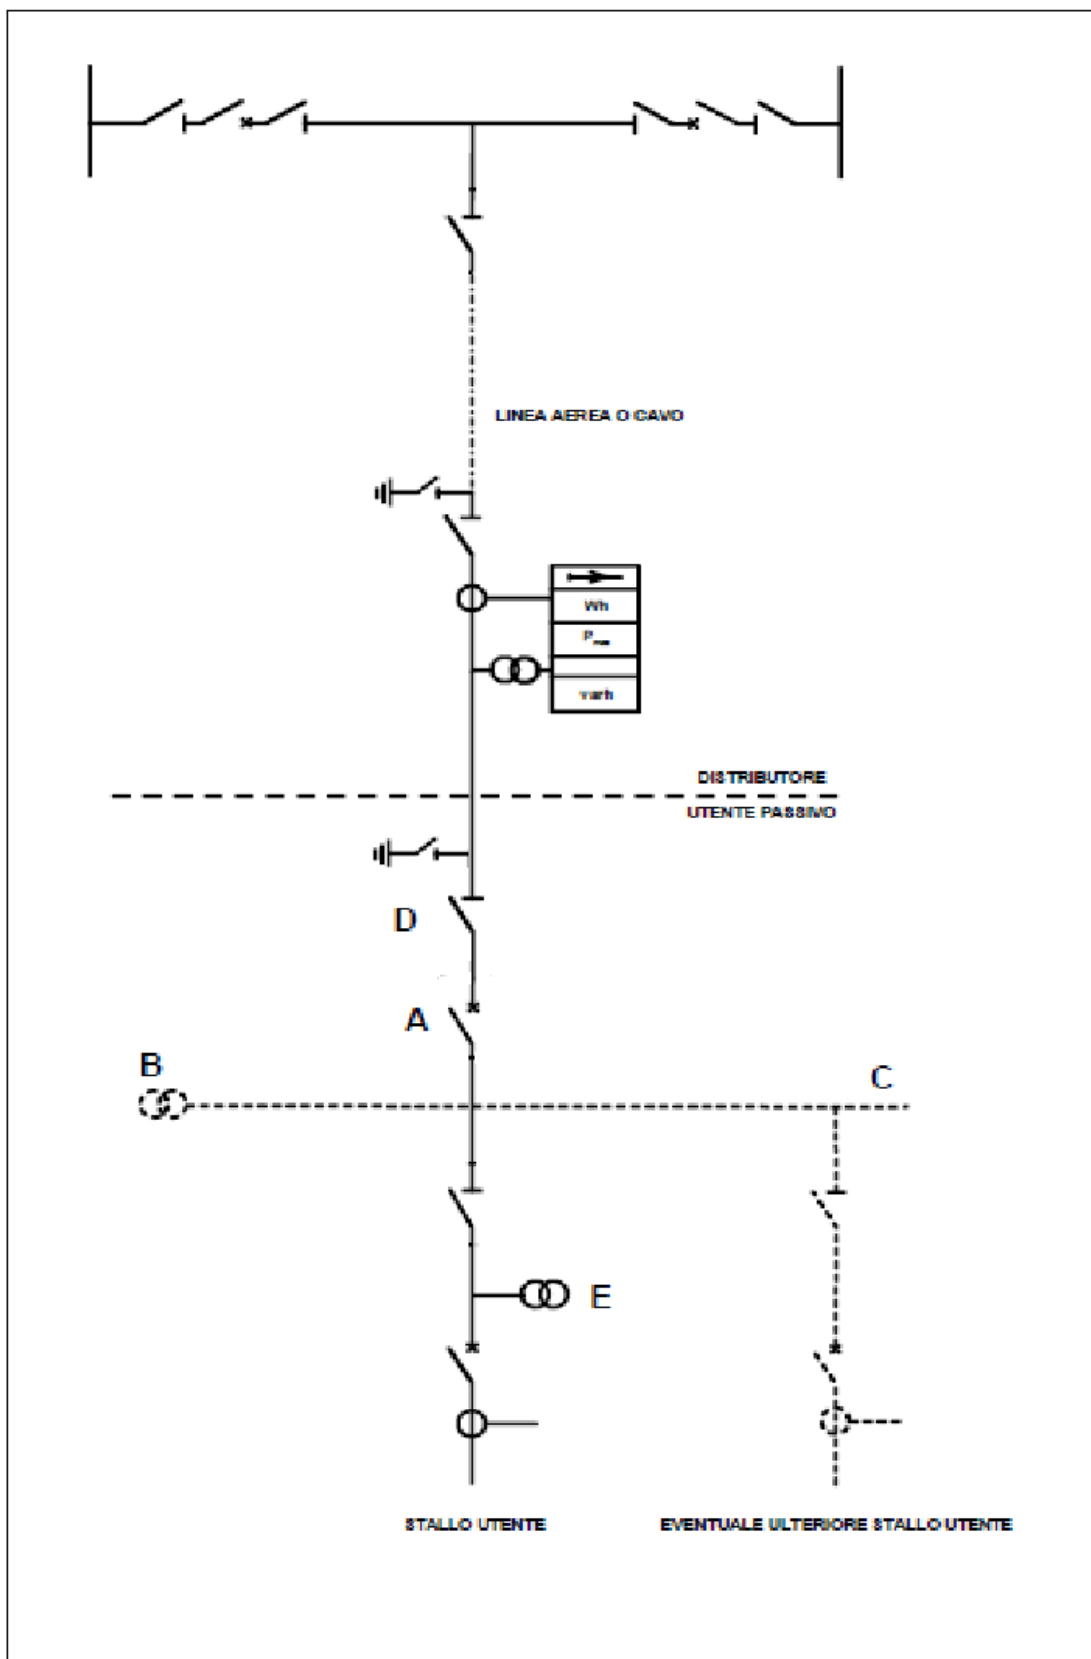 LINEA AEREA O CAVO
Wh
varh
DISTRIBUTORE
UTENTE PASSIVO
D
A
B
C
E
STALLO UTENTE
EVENTUALE ULTERIORE STALLO UTENTE